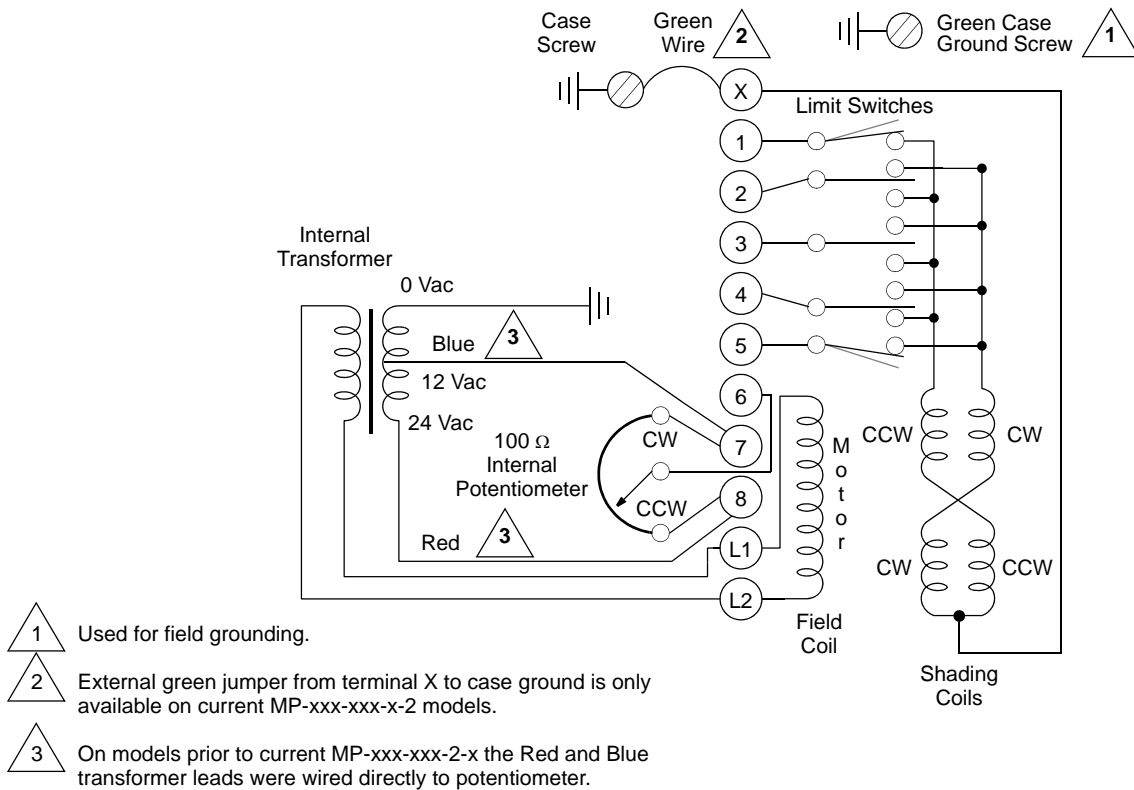 Case
Screw
Green
Wire
2
Green Case
Ground Screw
1
X
Limit Switches
1
2
3
4
5
6
7
8
L1
L2
Internal
Transformer
0 Vac
Blue
3
12 Vac
24 Vac
100 Ω
Internal
Potentiometer
CW
CCW
Red
3
M
o
t
o
r
Field
Coil
CCW
CW
CW
CCW
Shading
Coils
1
Used for field grounding.
2
External green jumper from terminal X to case ground is only
available on current MP-xxx-xxx-x-2 models.
3
On models prior to current MP-xxx-xxx-2-x the Red and Blue
transformer leads were wired directly to potentiometer.